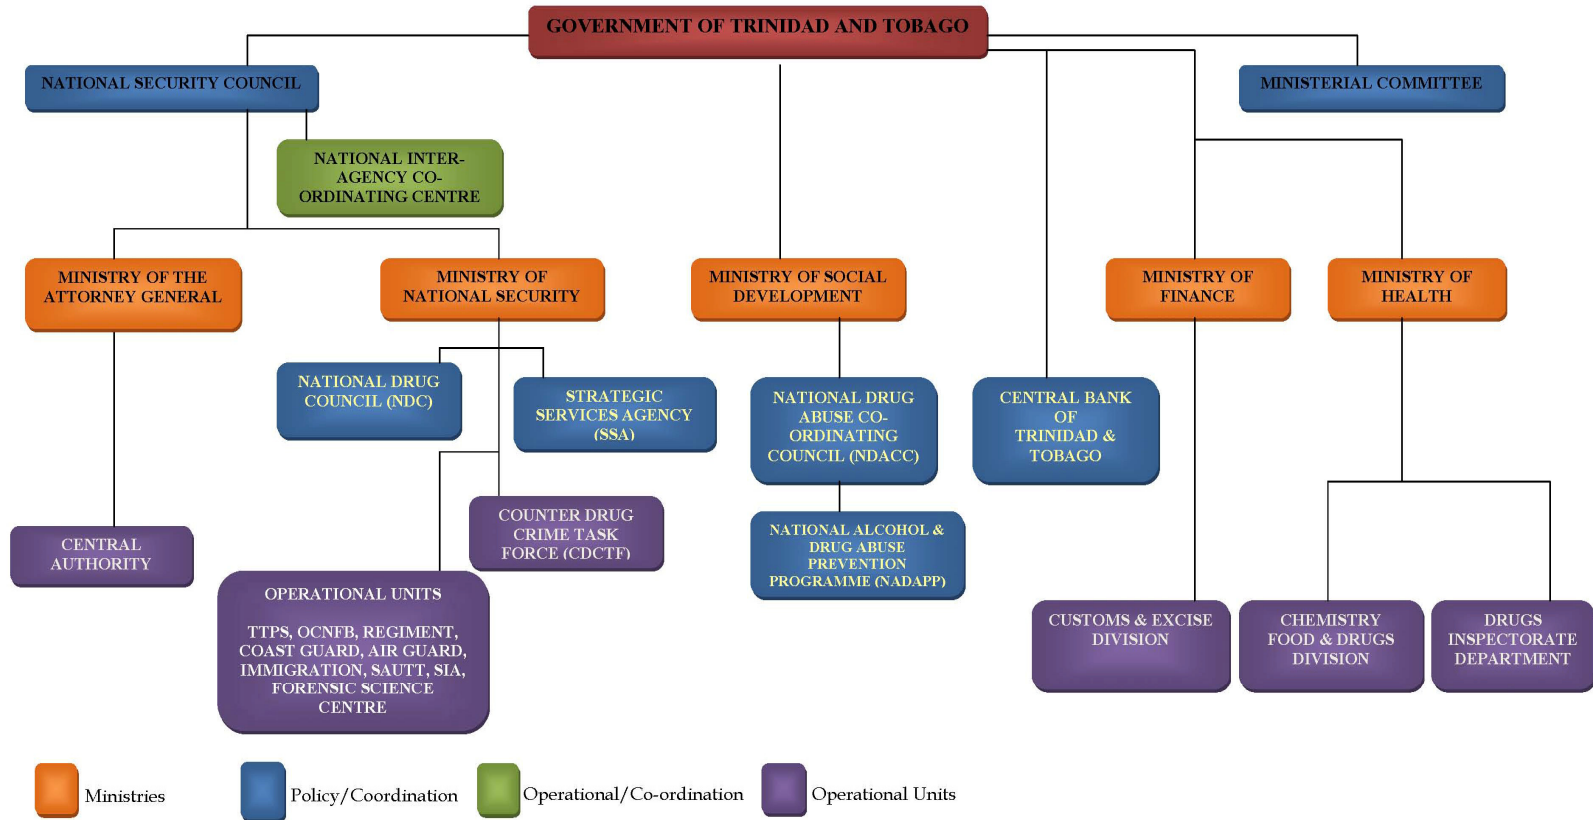 GOVERNMENT OF TRINIDAD AND TOBAGO
NATIONAL SECURITY COUNCIL
MINISTERIAL COMMITTEE
NATIONAL INTER-
AGENCY CO-
ORDINATING CENTRE
MINISTRY OF THE
ATTORNEY GENERAL
MINISTRY OF
NATIONAL SECURITY
MINISTRY OF SOCIAL
DEVELOPMENT
MINISTRY OF
FINANCE
MINISTRY OF
HEALTH
NATIONAL DRUG
COUNCIL (NDC)
STRATEGIC
SERVICES AGENCY
(SSA)
NATIONAL DRUG
ABUSE CO-
ORDINATING
COUNCIL (NDACC)
CENTRAL BANK
OF
TRINIDAD &
TOBAGO
CENTRAL
AUTHORITY
COUNTER DRUG
CRIME TASK
FORCE (CDCTF)
NATIONAL ALCOHOL &
DRUG ABUSE
PREVENTION
PROGRAMME (NADAPP)
OPERATIONAL UNITS
TTPS, OCNFB, REGIMENT,
COAST GUARD, AIR GUARD,
IMMIGRATION, SAUTT, SIA,
FORENSIC SCIENCE
CENTRE
CUSTOMS & EXCISE
DIVISION
CHEMISTRY
FOOD & DRUGS
DIVISION
DRUGS
INSPECTORATE
DEPARTMENT
Ministries
Policy/Coordination
Operational/Co-ordination
Operational Units